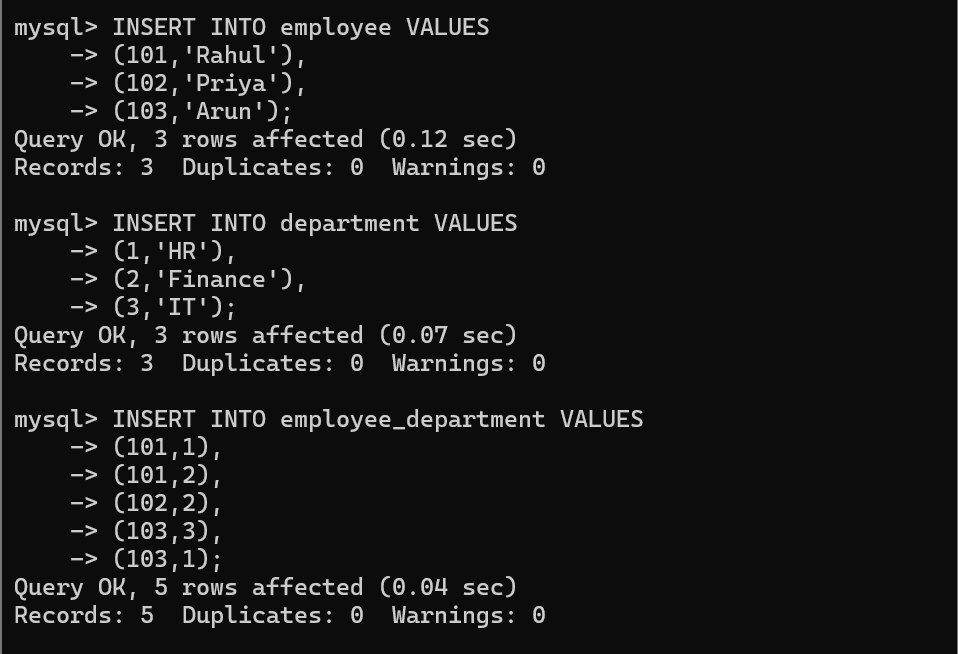 mysql> INSERT INTO employee VALUES
    -> (101,'Rahul'),
    -> (102,'Priya'),
    -> (103,'Arun');
Query OK, 3 rows affected (0.12 sec)
Records: 3  Duplicates: 0  Warnings: 0

mysql> INSERT INTO department VALUES
    -> (1,'HR'),
    -> (2,'Finance'),
    -> (3,'IT');
Query OK, 3 rows affected (0.07 sec)
Records: 3  Duplicates: 0  Warnings: 0

mysql> INSERT INTO employee_department VALUES
    -> (101,1),
    -> (101,2),
    -> (102,2),
    -> (103,3),
    -> (103,1);
Query OK, 5 rows affected (0.04 sec)
Records: 5  Duplicates: 0  Warnings: 0